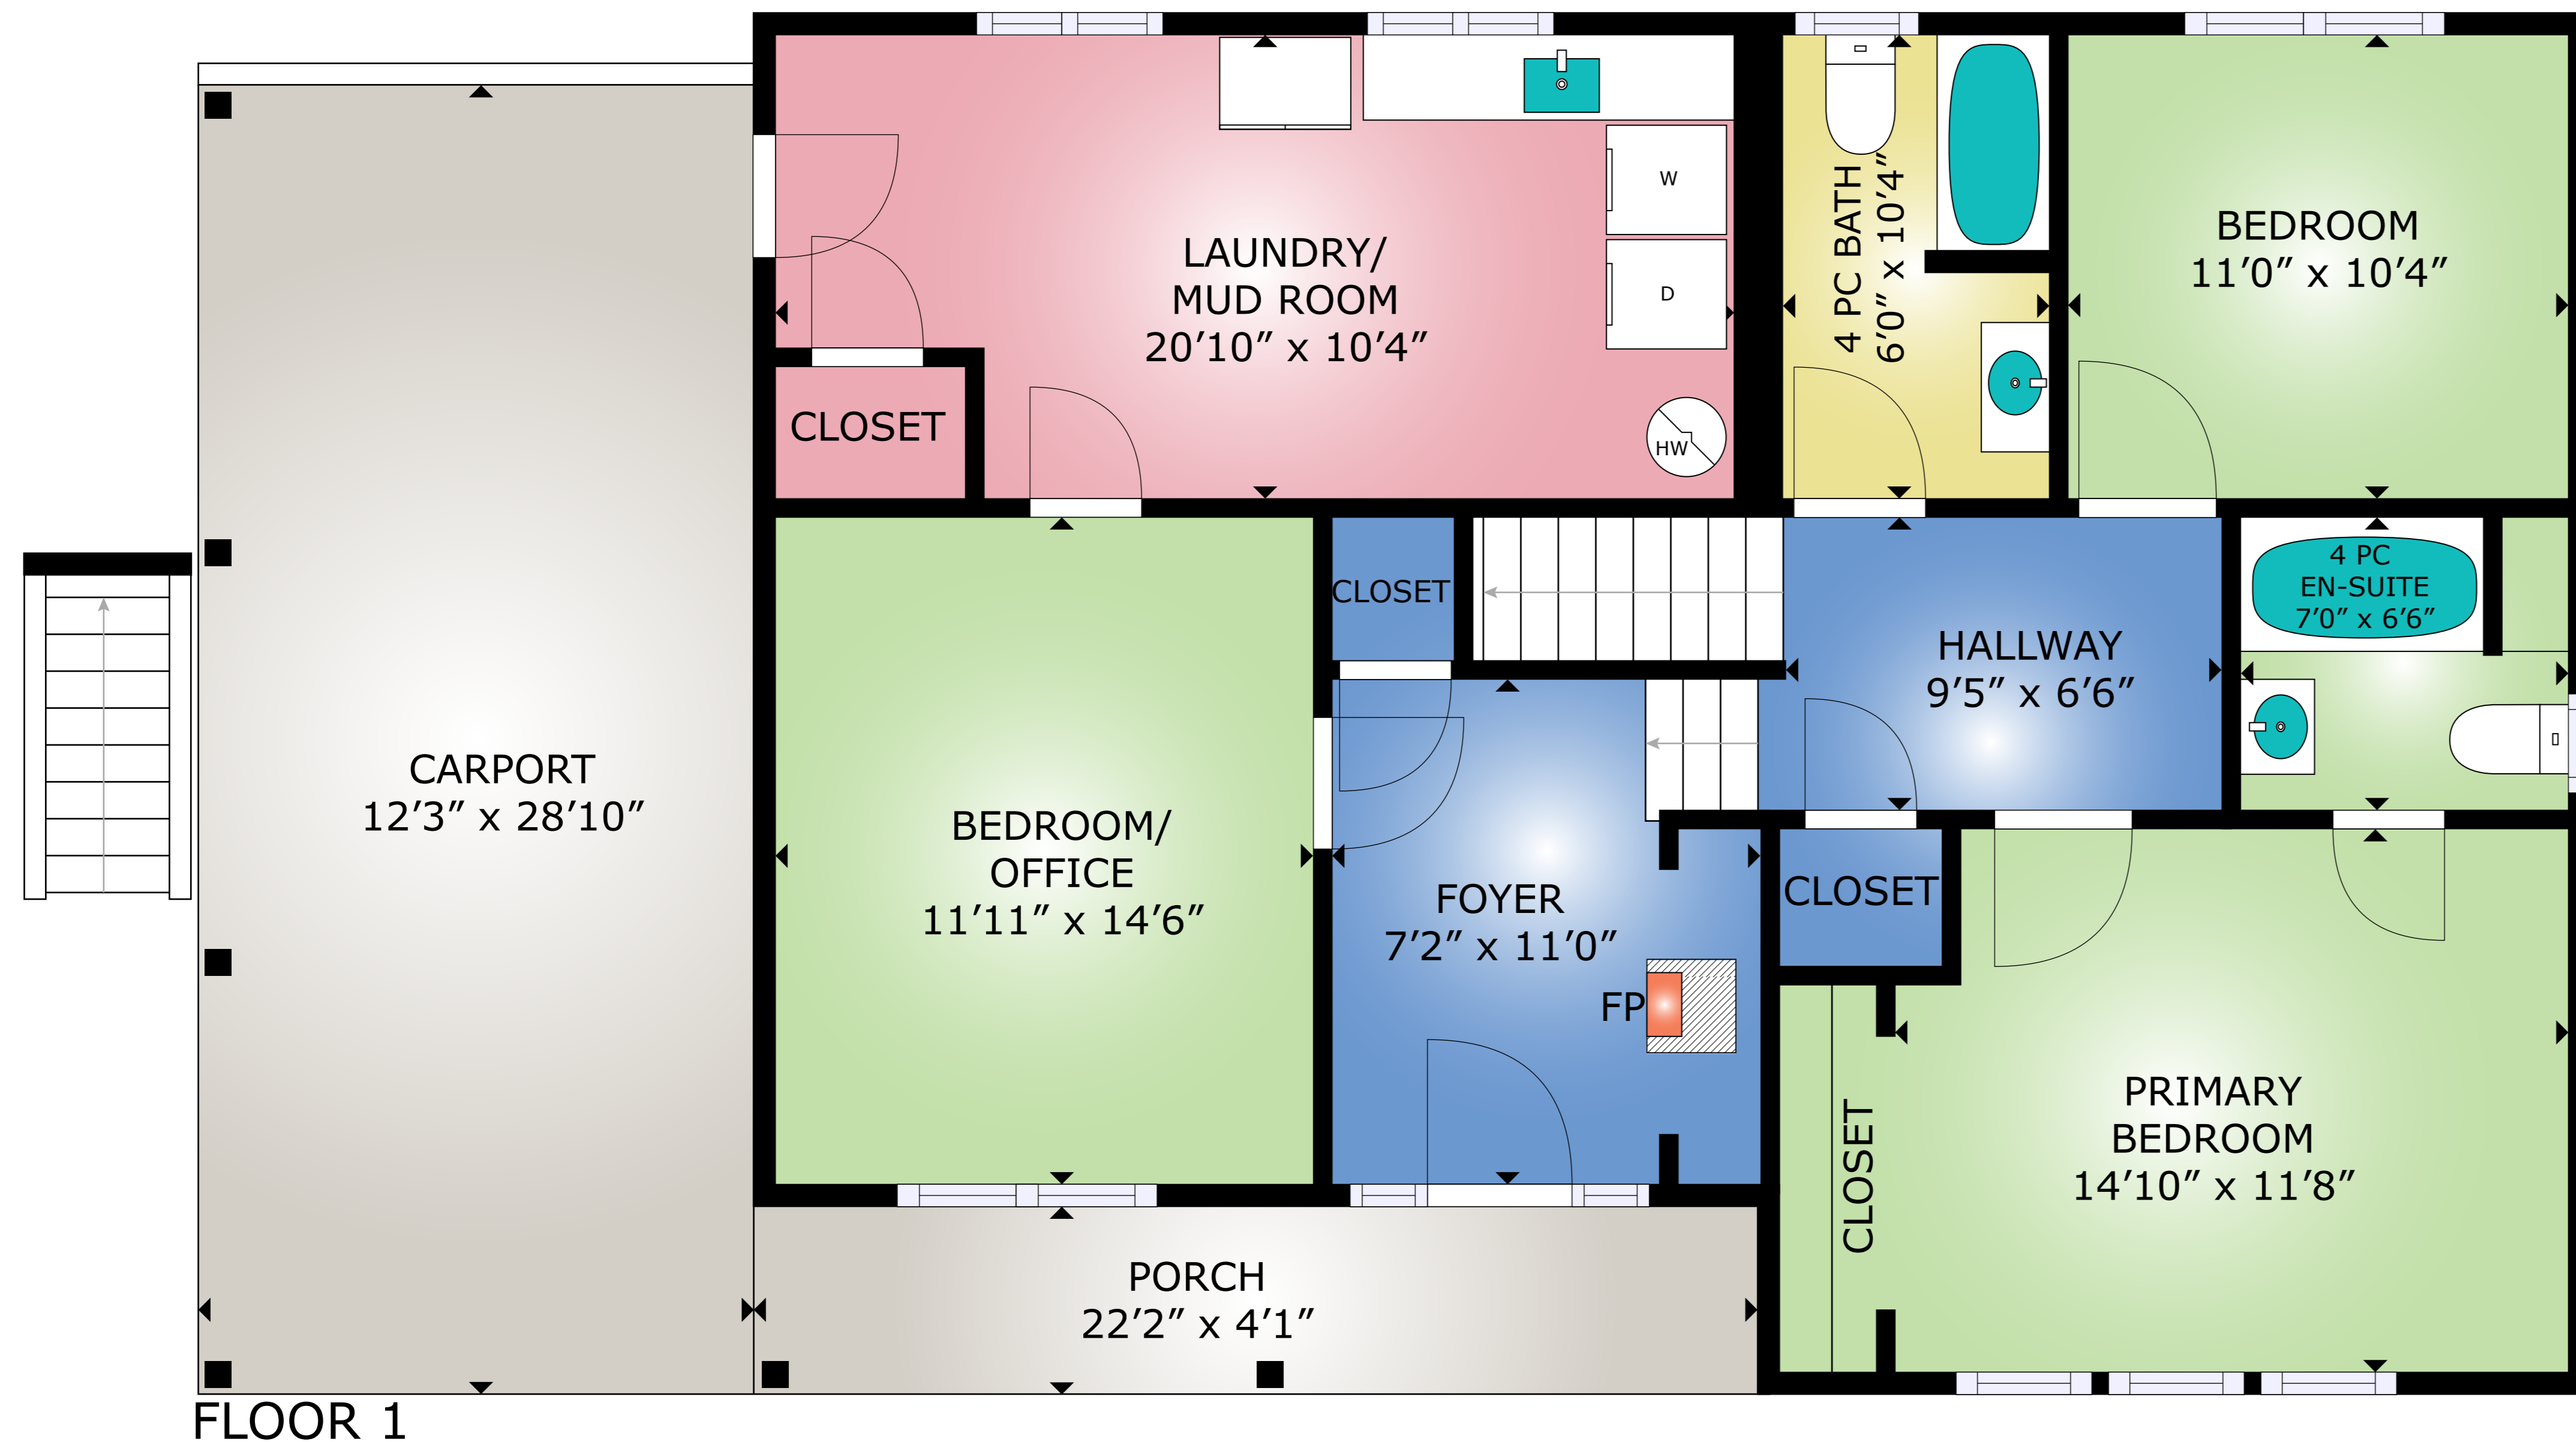 LAUNDRY/
MUD ROOM
20'10" x 10'4"
W
D
HW
CLOSET
4 PC BATH
6'0" x 10'4"
BEDROOM
11'0" x 10'4"
CARPORT
12'3" x 28'10"
BEDROOM/
OFFICE
11'11" x 14'6"
CLOSET
HALLWAY
9'5" x 6'6"
4 PC
EN-SUITE
7'0" x 6'6"
FOYER
7'2" x 11'0"
FP
CLOSET
CLOSET
PRIMARY
BEDROOM
14'10" x 11'8"
PORCH
22'2" x 4'1"
FLOOR 1